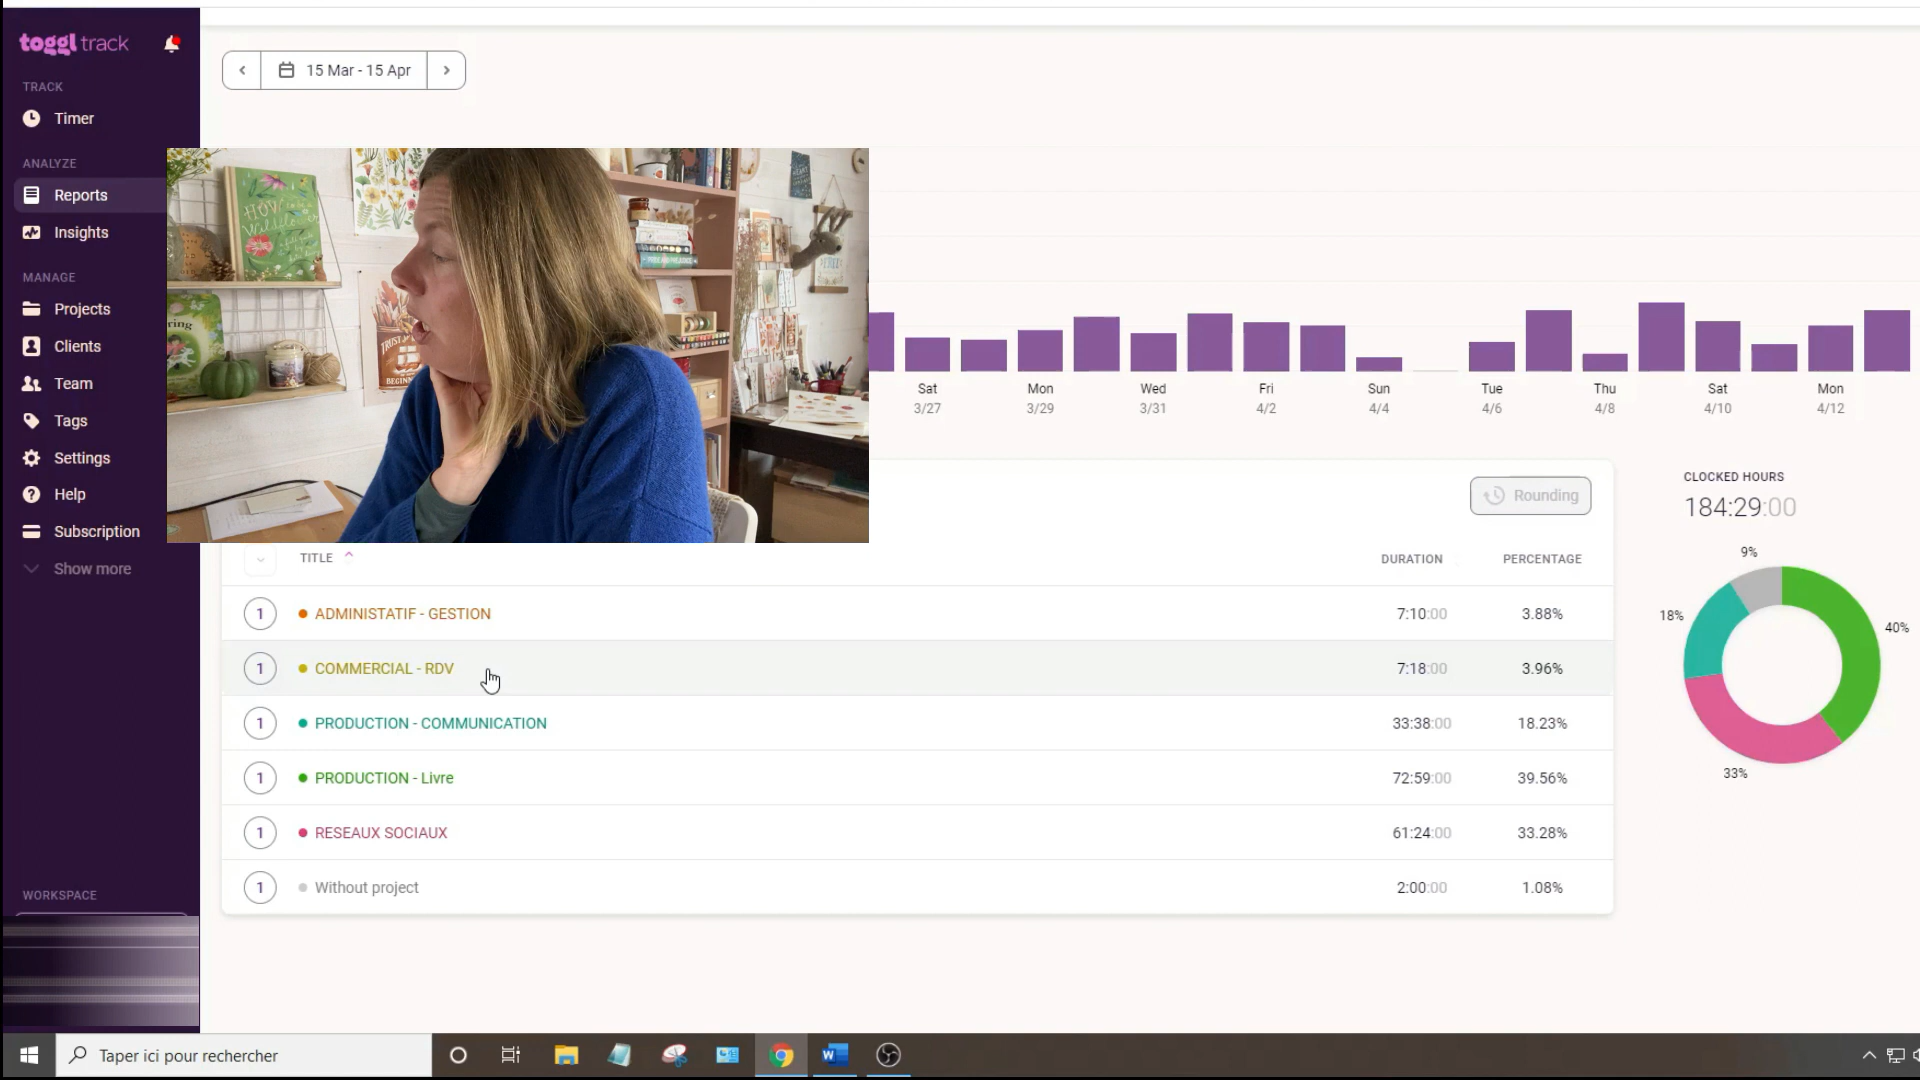 toggl track
15 Mar - 15 Apr
TRACK
Timer
ANALYZE
Reports
Insights
MANAGE
Projects
Clients
Team
Tags
Settings
Help
Subscription
Show more
WORKSPACE
HOW
Wildflower
TRUST
BEGIN
Sat
Mon
Wed
Fri
Sun
Tue
Thu
Sat
Mon
3/27
3/29
3/31
4/2
4/4
4/6
4/8
4/10
4/12
Rounding
CLOCKED HOURS
184:29:00
9%
18%
40%
33%
TITLE DURATION PERCENTAGE
1 ADMINISTATIF - GESTION 7:10:00 3.88%
1 COMMERCIAL - RDV 7:18:00 3.96%
1 PRODUCTION - COMMUNICATION 33:38:00 18.23%
1 PRODUCTION - Livre 72:59:00 39.56%
1 RESEAUX SOCIAUX 61:24:00 33.28%
1 Without project 2:00:00 1.08%
Taper ici pour rechercher